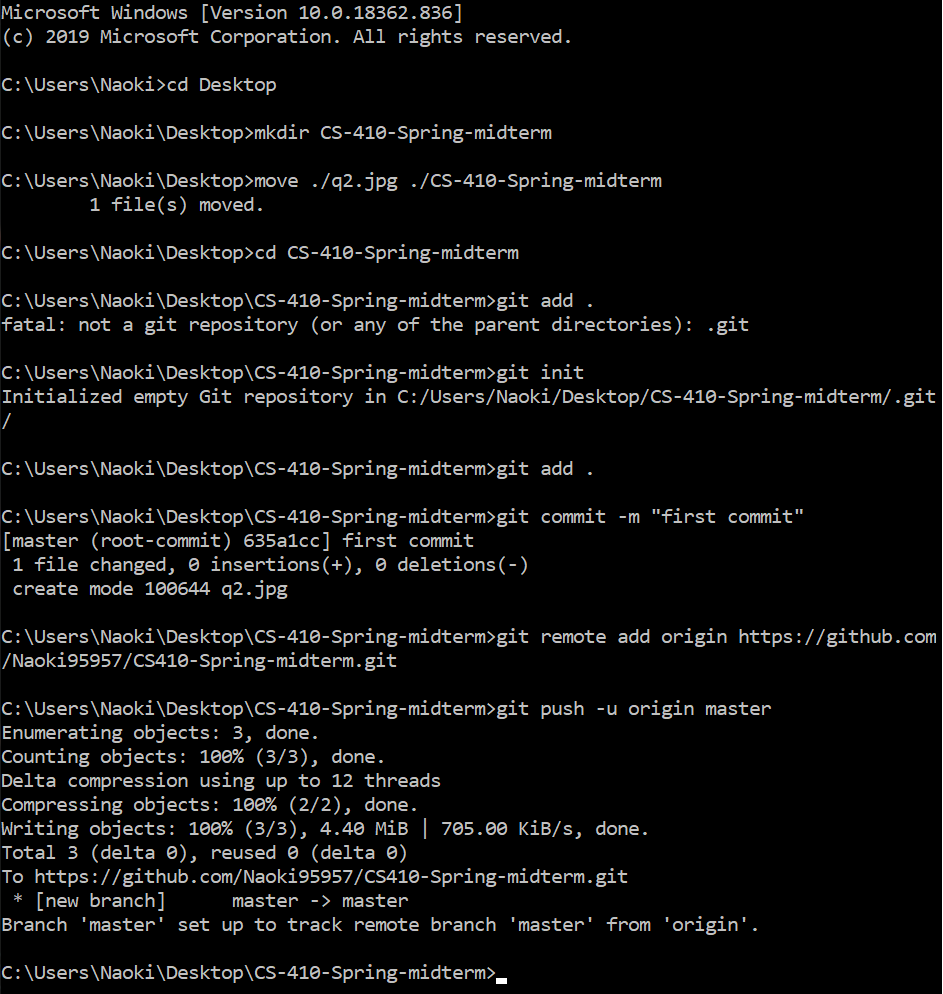 Microsoft Windows [Version 10.0.18362.836]
(c) 2019 Microsoft Corporation. All rights reserved.
C:\Users\Naoki>cd Desktop
C:\Users\Naoki\Desktop>mkdir CS-410-Spring-midterm
C:\Users\Naoki\Desktop>move ./q2.jpg ./CS-410-Spring-midterm
        1 file(s) moved.
C:\Users\Naoki\Desktop>cd CS-410-Spring-midterm
C:\Users\Naoki\Desktop\CS-410-Spring-midterm>git add .
fatal: not a git repository (or any of the parent directories): .git
C:\Users\Naoki\Desktop\CS-410-Spring-midterm>git init
Initialized empty Git repository in C:/Users/Naoki/Desktop/CS-410-Spring-midterm/.git
/
C:\Users\Naoki\Desktop\CS-410-Spring-midterm>git add .
C:\Users\Naoki\Desktop\CS-410-Spring-midterm>git commit -m "first commit"
[master (root-commit) 635a1cc] first commit
 1 file changed, 0 insertions(+), 0 deletions(-)
 create mode 100644 q2.jpg
C:\Users\Naoki\Desktop\CS-410-Spring-midterm>git remote add origin https://github.com
/Naoki95957/CS410-Spring-midterm.git
C:\Users\Naoki\Desktop\CS-410-Spring-midterm>git push -u origin master
Enumerating objects: 3, done.
Counting objects: 100% (3/3), done.
Delta compression using up to 12 threads
Compressing objects: 100% (2/2), done.
Writing objects: 100% (3/3), 4.40 MiB | 705.00 KiB/s, done.
Total 3 (delta 0), reused 0 (delta 0)
To https://github.com/Naoki95957/CS410-Spring-midterm.git
 * [new branch]      master -> master
Branch 'master' set up to track remote branch 'master' from 'origin'.
C:\Users\Naoki\Desktop\CS-410-Spring-midterm>